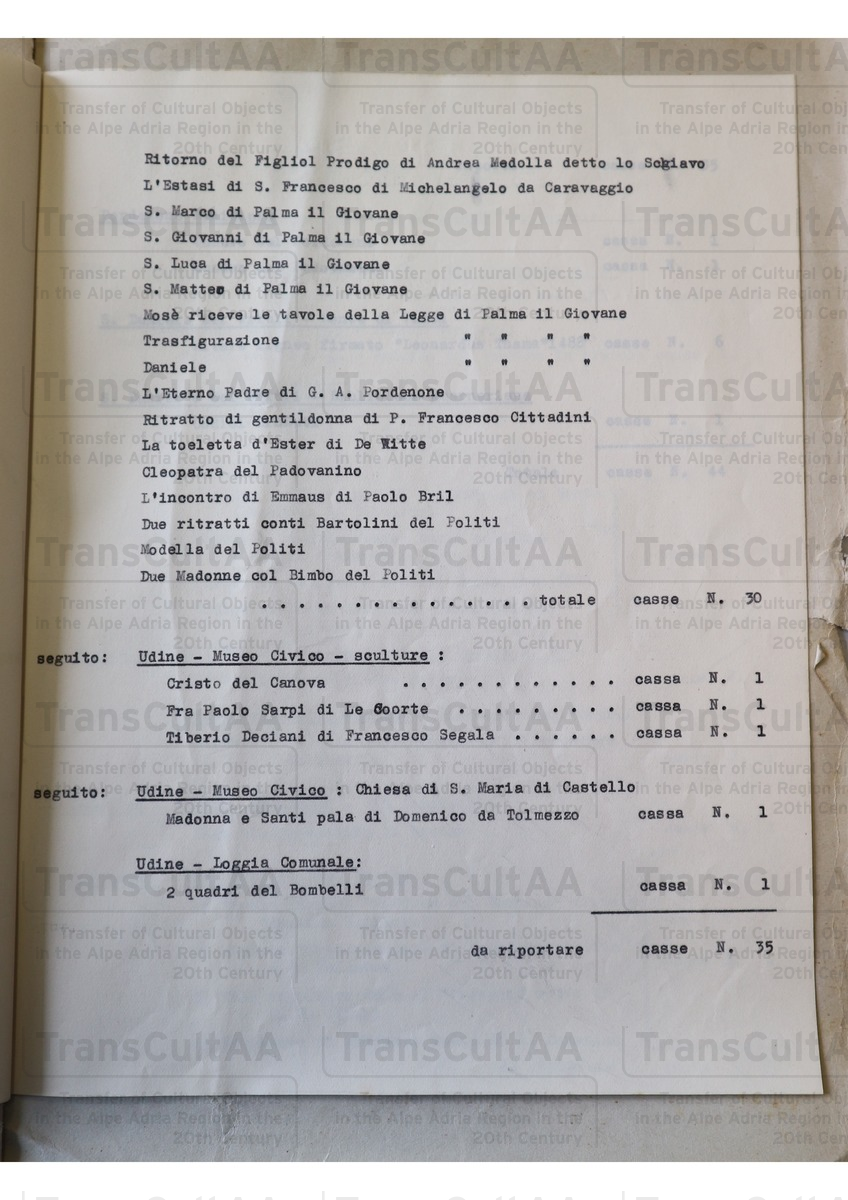 Ritorno del Figliol Prodigo di Andrea Medolla detto lo Schiavo
L'Estasi di S. Francesco di Michelangelo da Caravaggio
S. Marco di Palma il Giovane
S. Giovanni di Palma il Giovane
S. Luca di Palma il Giovane
S. Matteo di Palma il Giovane
Mosè riceve le tavole della Legge di Palma il Giovane
Trasfigurazione " " " "
Daniele " " " "
L'Eterno Padre di G. A. Pordenone
Ritratto di gentildonna di P. Francesco Cittadini
La toeletta d'Ester di De Witte
Cleopatra del Padovanino
L'incontro di Emmaus di Paolo Bril
Due ritratti conti Bartolini del Politi
Modella del Politi
Due Madonne col Bimbo del Politi
. . . . . . . . . . . . . . . totale casse N. 30
seguito: Udine - Museo Civico - sculture :
Cristo del Canova . . . . . . . . . . . . cassa N. 1
Fra Paolo Sarpi di Le Coorte . . . . . . . . . cassa N. 1
Tiberio Deciani di Francesco Segala . . . . . . cassa N. 1
seguito: Udine - Museo Civico : Chiesa di S. Maria di Castello
Madonna e Santi pala di Domenico da Tolmezzo cassa N. 1
Udine - Loggia Comunale:
2 quadri del Bombelli cassa N. 1
da riportare casse N. 35
TransCultAA
Transfer of Cultural Objects
in the Alpe Adria Region in the
20th Century